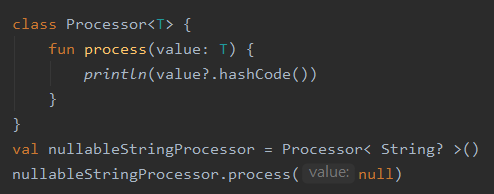 class Processor<T> {
    fun process(value: T) {
        println(value?.hashCode())
    }
}
val nullableStringProcessor = Processor< String? >()
nullableStringProcessor.process( value: null)